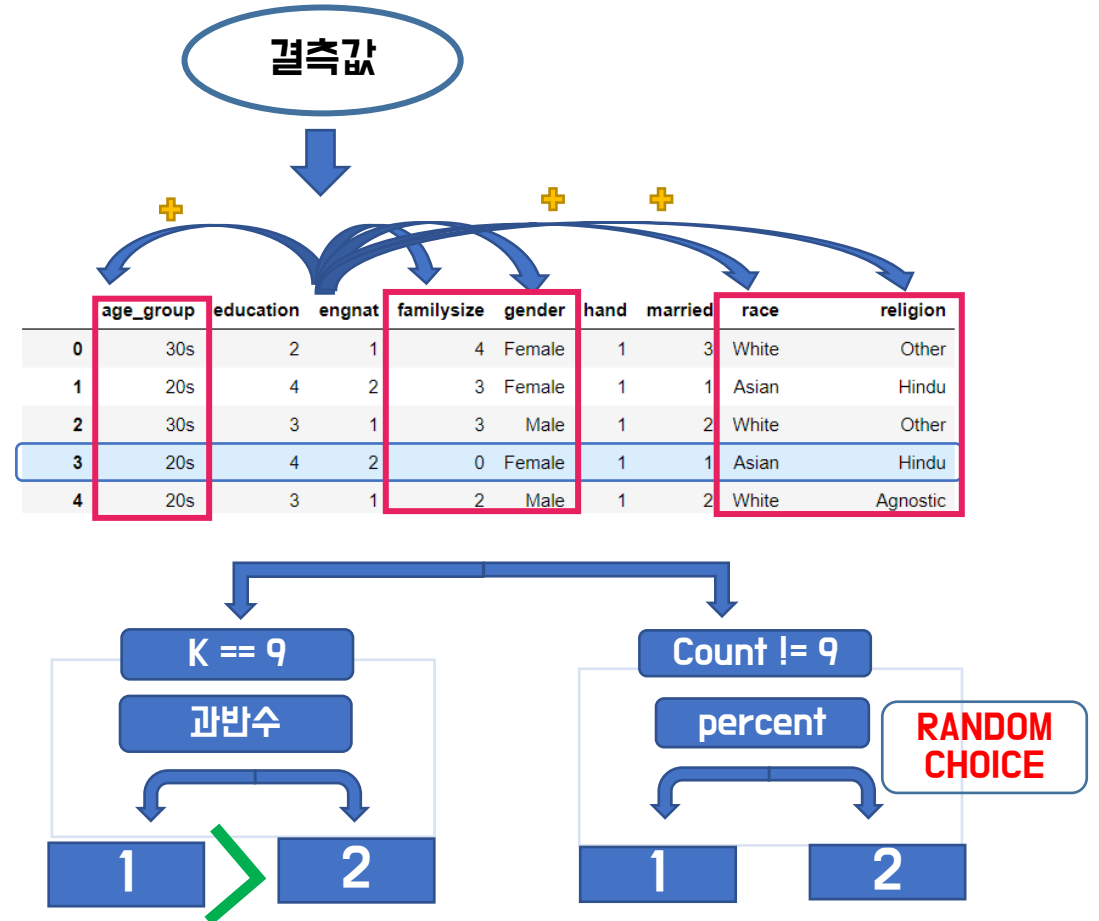 결측값
age_group education engnat familysize gender hand married race religion
0 30s 2 1 4 Female 1 3 White Other
1 20s 4 2 3 Female 1 1 Asian Hindu
2 30s 3 1 3 Male 1 2 White Other
3 20s 4 2 0 Female 1 1 Asian Hindu
4 20s 3 1 2 Male 1 2 White Agnostic
K == 9
과반수
1 > 2
Count != 9
percent
RANDOM
CHOICE
1 2